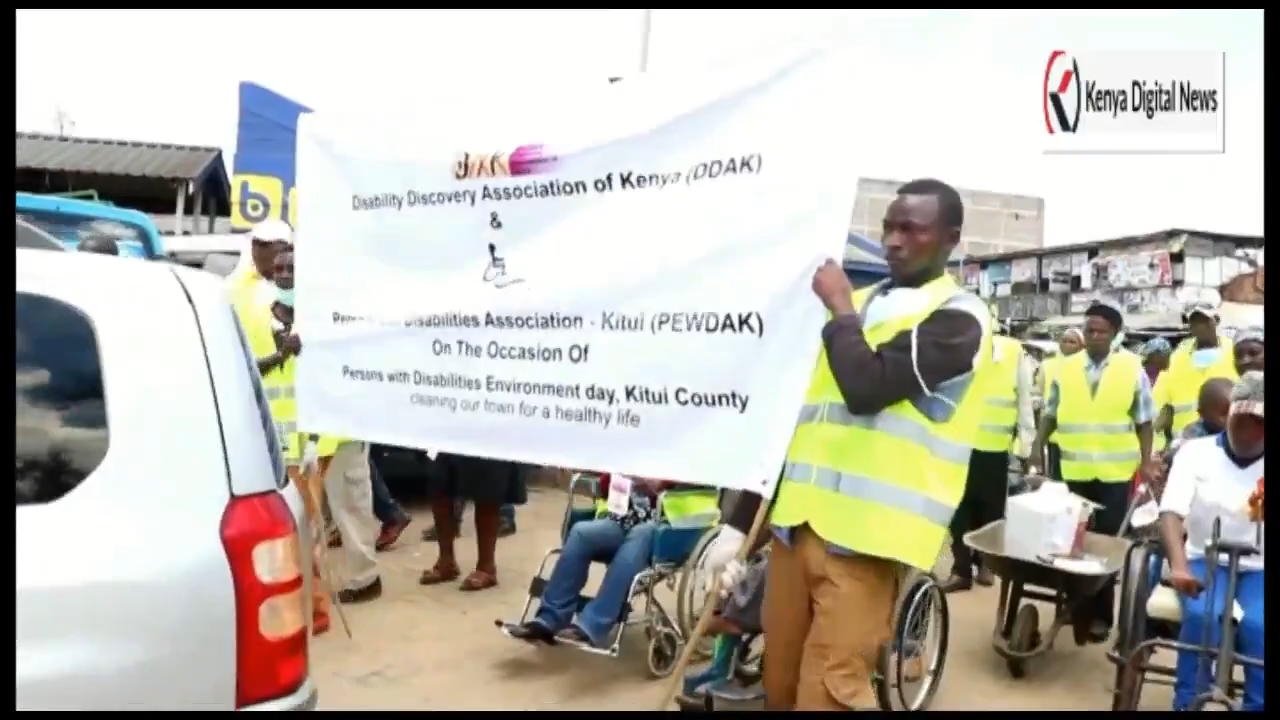 Kenya Digital News
Disability Discovery Association of Kenya (DDAK)
&
Disabilities Association - Kitui (PEWDAK)
On The Occasion Of
Persons with Disabilities Environment day, Kitui County
cleaning our town for a healthy life
b